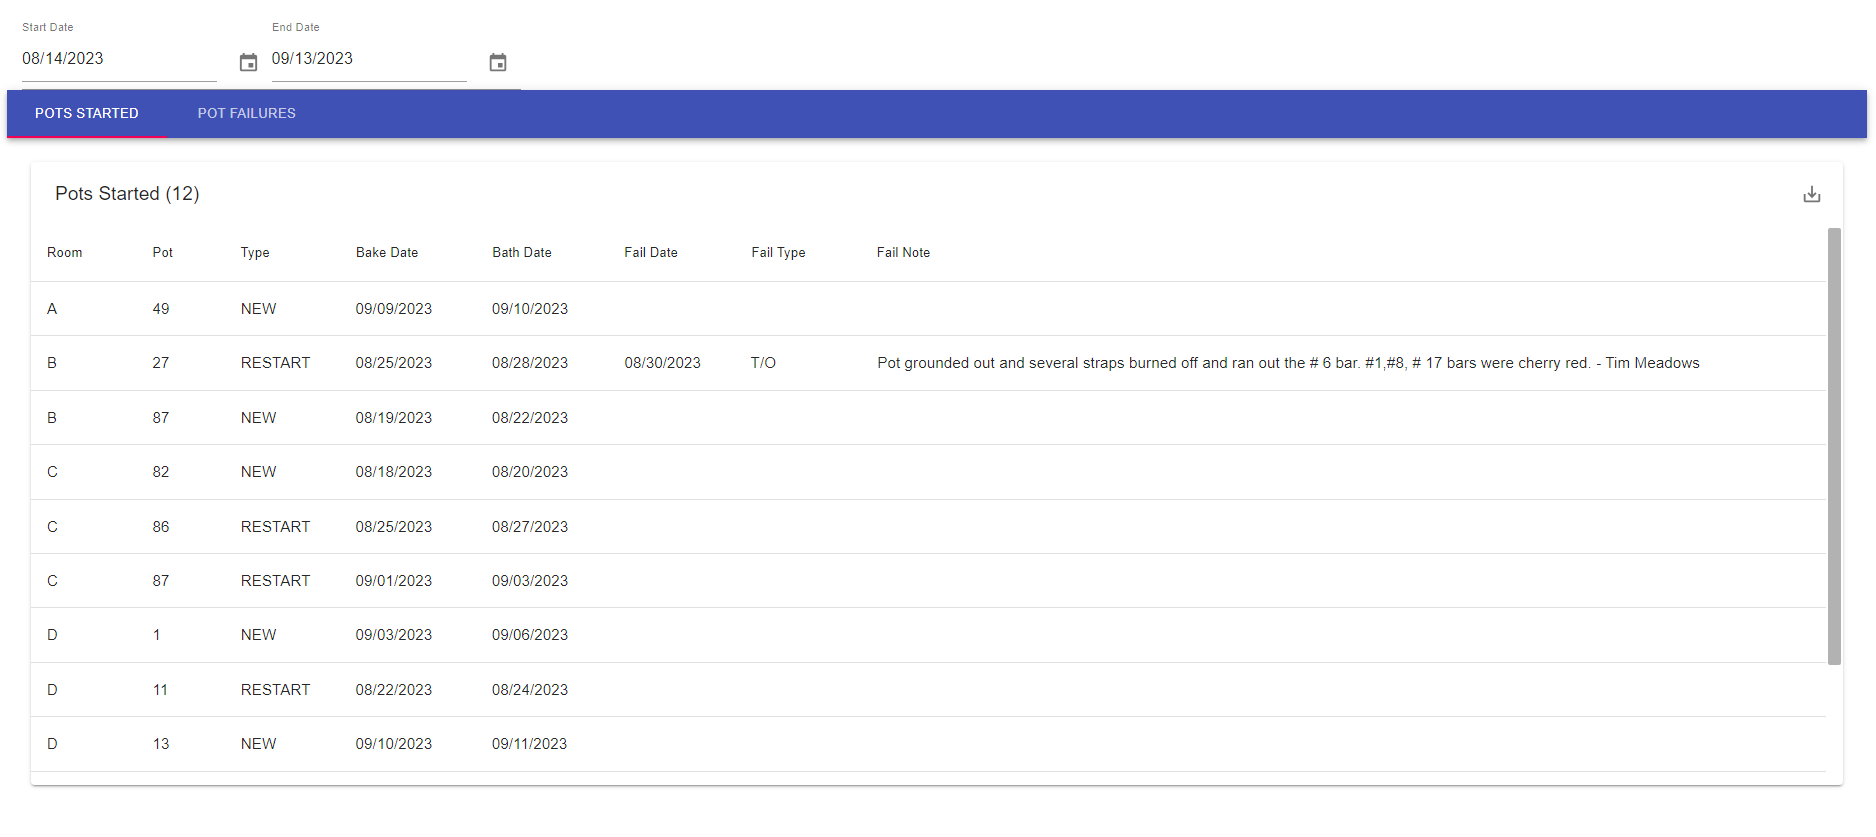 Start Date End Date
08/14/2023 09/13/2023
POTS STARTED POT FAILURES
Pots Started (12)
Room Pot Type Bake Date Bath Date Fail Date Fail Type Fail Note
A 49 NEW 09/09/2023 09/10/2023
B 27 RESTART 08/25/2023 08/28/2023 08/30/2023 T/O Pot grounded out and several straps burned off and ran out the # 6 bar. #1,#8, # 17 bars were cherry red. - Tim Meadows
B 87 NEW 08/19/2023 08/22/2023
C 82 NEW 08/18/2023 08/20/2023
C 86 RESTART 08/25/2023 08/27/2023
C 87 RESTART 09/01/2023 09/03/2023
D 1 NEW 09/03/2023 09/06/2023
D 11 RESTART 08/22/2023 08/24/2023
D 13 NEW 09/10/2023 09/11/2023